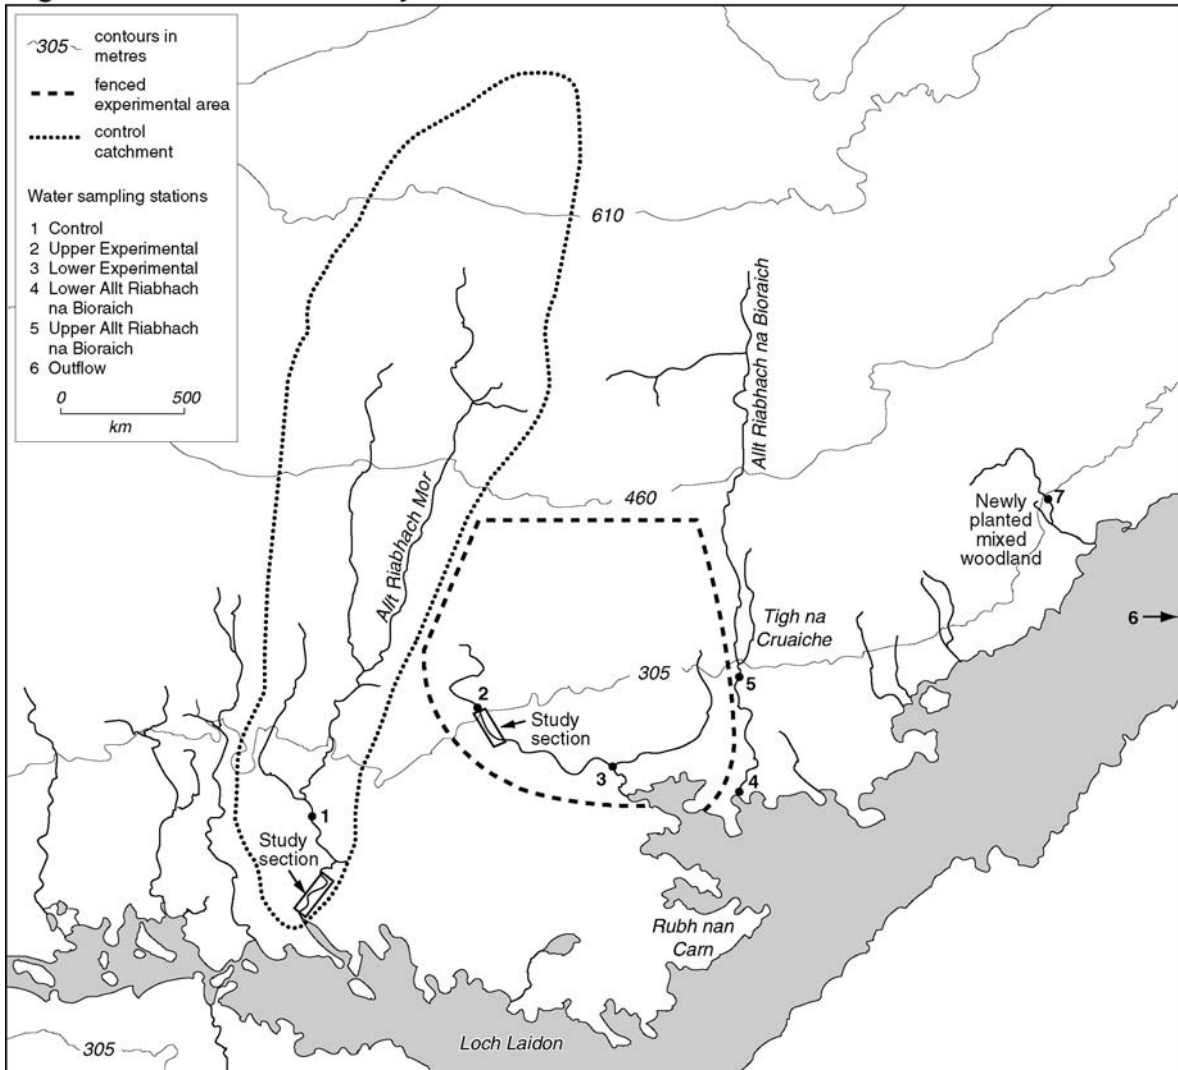 305
contours in
metres
fenced
experimental area
control
catchment
Water sampling stations
1 Control
2 Upper Experimental
3 Lower Experimental
4 Lower Allt Riabhach
na Bioraich
5 Upper Allt Riabhach
na Bioraich
6 Outflow
0 500
km
610
Allt Riabhach na Bioraich
460
Allt Riabhach Mor
7
Newly
planted
mixed
woodland
Tigh na
Cruaiche
6
305
5
2
Study
section
3
4
1
Study
section
Rubh nan
Carn
Loch Laidon
305